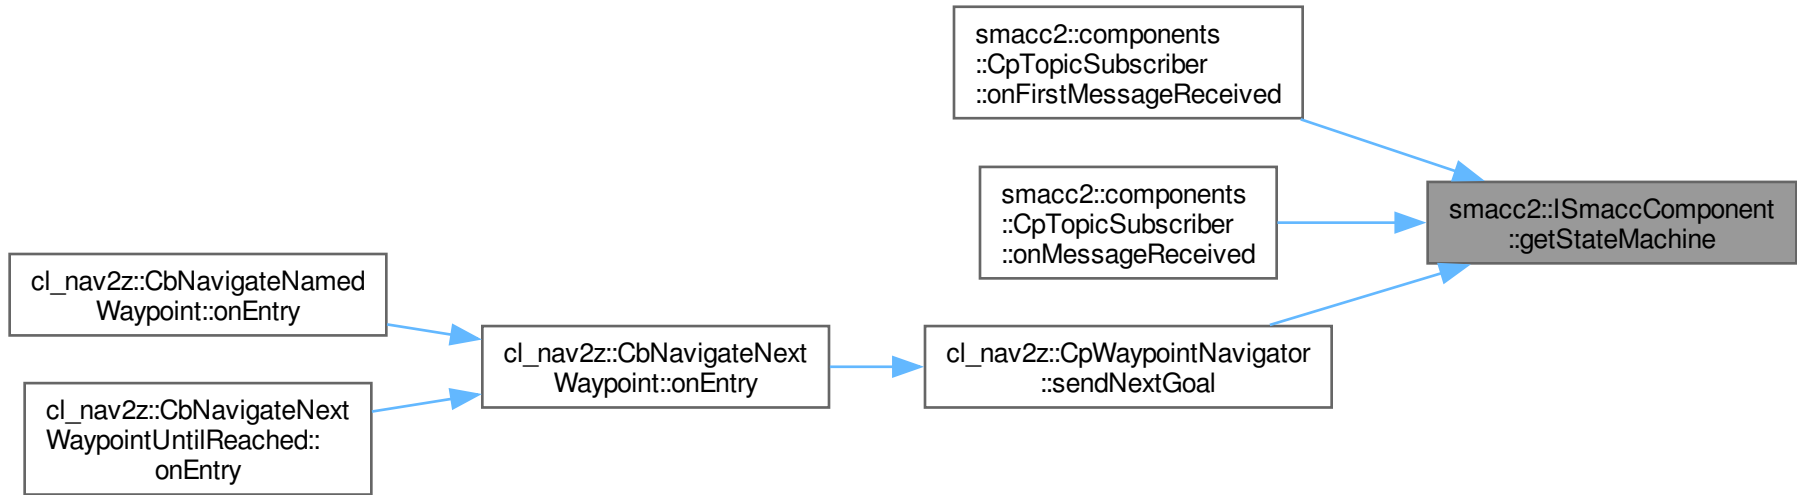 smacc2::components
::CpTopicSubscriber
::onFirstMessageReceived
smacc2::components
::CpTopicSubscriber
::onMessageReceived
smacc2::ISmaccComponent
::getStateMachine
cl_nav2z::CbNavigateNamed
Waypoint::onEntry
cl_nav2z::CbNavigateNext
Waypoint::onEntry
cl_nav2z::CpWaypointNavigator
::sendNextGoal
cl_nav2z::CbNavigateNext
WaypointUntilReached::
onEntry